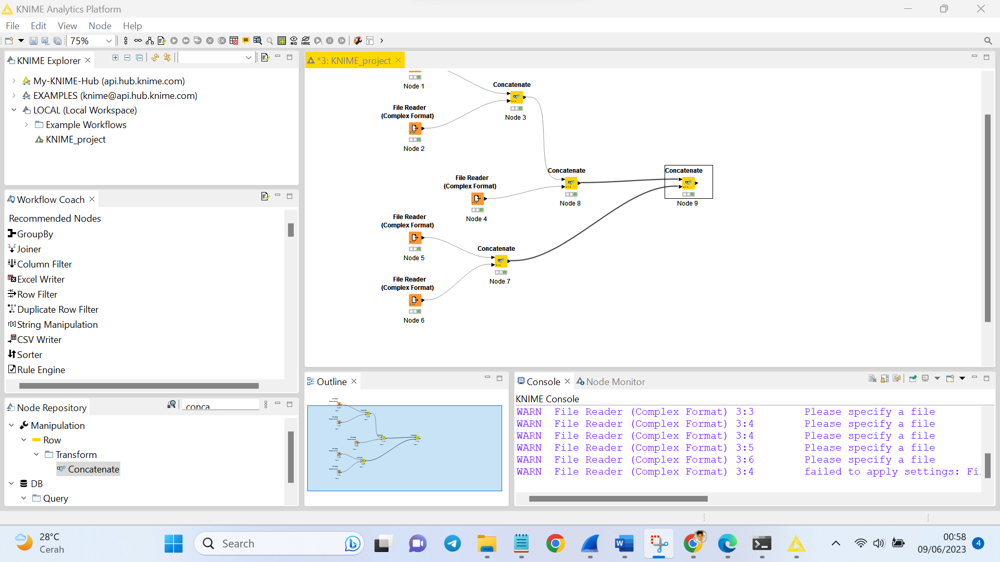 KNIME Analytics Platform
File Edit View Node Help
75%
KNIME Explorer
My-KNIME-Hub (api.hub.knime.com)
EXAMPLES (knime@api.hub.knime.com)
LOCAL (Local Workspace)
Example Workflows
KNIME_project
Workflow Coach
Recommended Nodes
GroupBy
Joiner
Column Filter
Excel Writer
Row Filter
Duplicate Row Filter
String Manipulation
CSV Writer
Sorter
Rule Engine
Node Repository
conca
Manipulation
Row
Transform
Concatenate
DB
Query
*3: KNIME_project
Node 1
Concatenate
Node 3
File Reader
(Complex Format)
Node 2
File Reader
(Complex Format)
Node 4
Concatenate
Node 8
Concatenate
Node 9
File Reader
(Complex Format)
Node 5
Concatenate
Node 7
File Reader
(Complex Format)
Node 6
Outline
Console
Node Monitor
KNIME Console
WARN File Reader (Complex Format) 3:3 Please specify a file
WARN File Reader (Complex Format) 3:4 Please specify a file
WARN File Reader (Complex Format) 3:4 Please specify a file
WARN File Reader (Complex Format) 3:5 Please specify a file
WARN File Reader (Complex Format) 3:6 Please specify a file
WARN File Reader (Complex Format) 3:4 failed to apply settings: Fi
28°C
Cerah
Search
00:58
09/06/2023
4